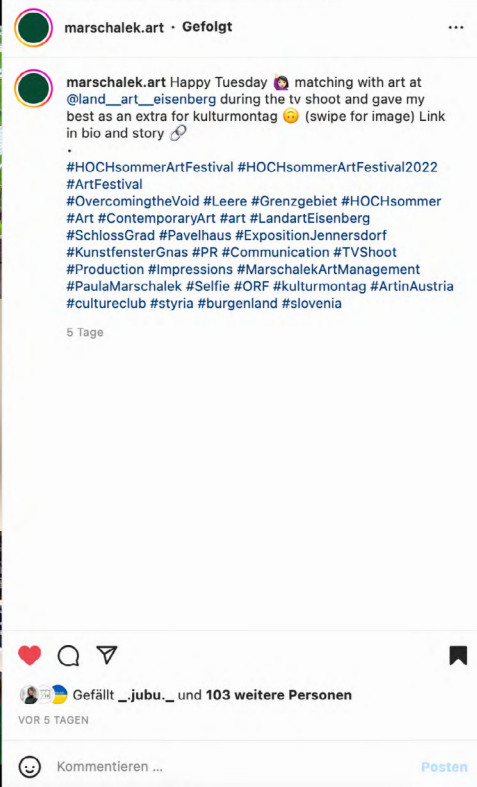 marschalek.art · Gefolgt
marschalek.art Happy Tuesday 🙋🏻‍♀️ matching with art at
@land__art__eisenberg during the tv shoot and gave my
best as an extra for kulturmontag 🙃 (swipe for image) Link
in bio and story 🔗
•
#HOCHsommerArtFestival #HOCHsommerArtFestival2022
#ArtFestival
#OvercomingtheVoid #Leere #Grenzgebiet #HOCHsommer
#Art #ContemporaryArt #art #LandartEisenberg
#SchlossGrad #Pavelhaus #ExpositionJennersdorf
#KunstfensterGnas #PR #Communication #TVShoot
#Production #Impressions #MarschalekArtManagement
#PaulaMarschalek #Selfie #ORF #kulturmontag #ArtinAustria
#cultureclub #styria #burgenland #slovenia
5 Tage
Gefällt _.jubu._ und 103 weitere Personen
VOR 5 TAGEN
Kommentieren ...
Posten